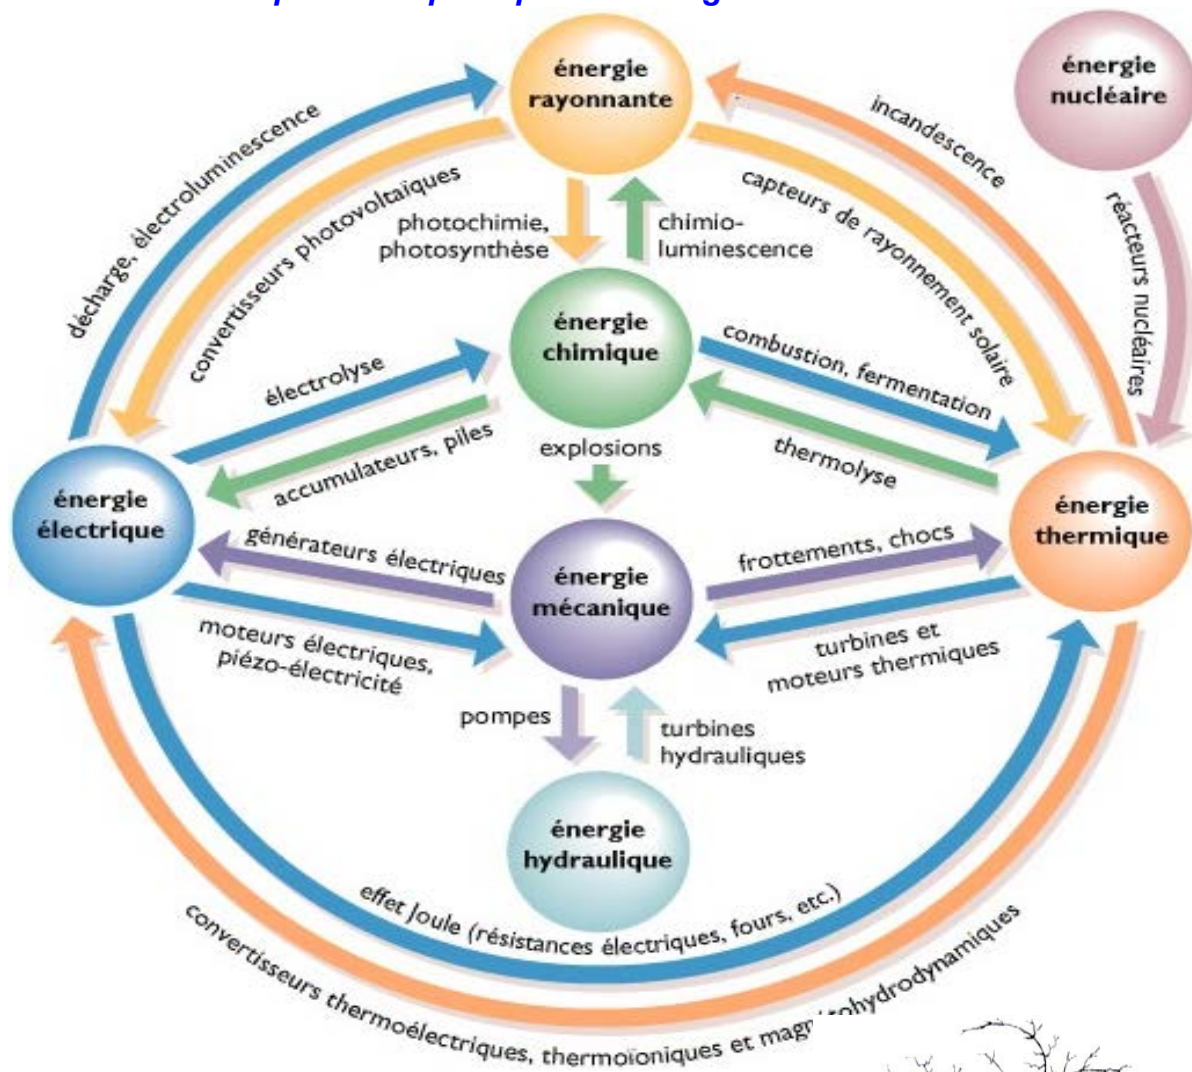 énergie
rayonnante
énergie
nucléaire
décharge, électroluminescence
convertisseurs photovoltaïques
incandescence
capteurs de rayonnement solaire
réacteurs nucléaires
photochimie,
photosynthèse
chimio-
luminescence
énergie
chimique
électrolyse
accumulateurs, piles
combustion, fermentation
thermolyse
explosions
énergie
électrique
énergie
thermique
générateurs électriques
moteurs électriques,
piézo-électricité
énergie
mécanique
frottements, chocs
turbines et
moteurs thermiques
pompes
turbines
hydrauliques
énergie
hydraulique
effet Joule (résistances électriques, fours, etc.)
convertisseurs thermoélectriques, thermoïoniques et magnétohydrodynamiques